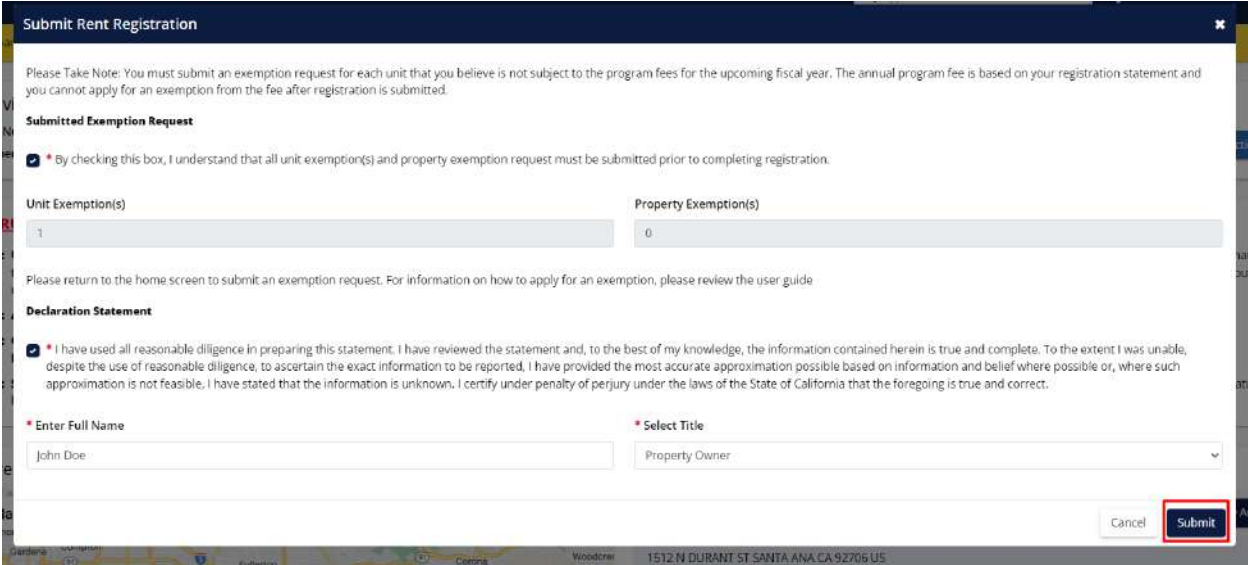 Submit Rent Registration
Please Take Note: You must submit an exemption request for each unit that you believe is not subject to the program fees for the upcoming fiscal year. The annual program fee is based on your registration statement and
you cannot apply for an exemption from the fee after registration is submitted.
Submitted Exemption Request
* By checking this box, I understand that all unit exemption(s) and property exemption request must be submitted prior to completing registration.
Unit Exemption(s) Property Exemption(s)
1 0
Please return to the home screen to submit an exemption request. For information on how to apply for an exemption, please review the user guide
Declaration Statement
* I have used all reasonable diligence in preparing this statement. I have reviewed the statement and, to the best of my knowledge, the information contained herein is true and complete. To the extent I was unable,
despite the use of reasonable diligence, to ascertain the exact information to be reported, I have provided the most accurate approximation possible based on information and belief where possible or, where such
approximation is not feasible, I have stated that the information is unknown. I certify under penalty of perjury under the laws of the State of California that the foregoing is true and correct.
* Enter Full Name * Select Title
John Doe Property Owner
Cancel Submit
Gardena Compton Corona Woodcrest 1512 N DURANT ST SANTA ANA CA 92706 US